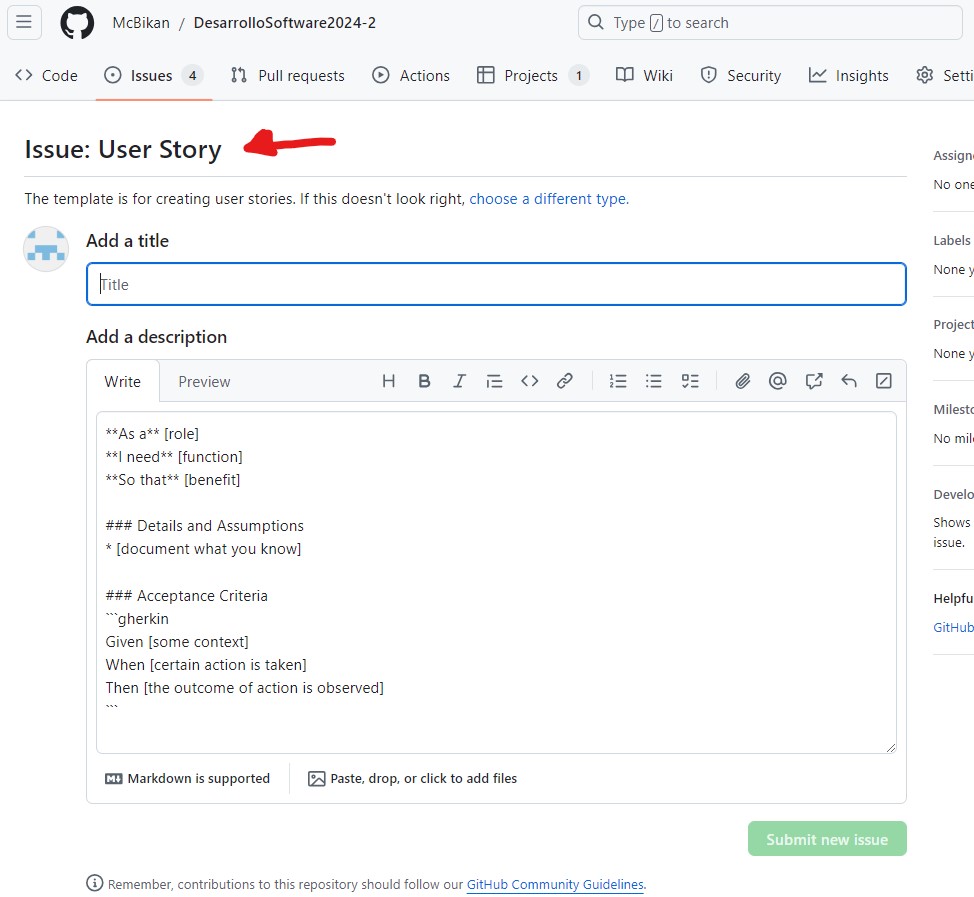 McBikan / DesarrolloSoftware2024-2
Type / to search
Code
Issues 4
Pull requests
Actions
Projects 1
Wiki
Security
Insights
Setti
Issue: User Story
The template is for creating user stories. If this doesn't look right, choose a different type.
Add a title
Title
Add a description
Write
Preview
**As a** [role]
**I need** [function]
**So that** [benefit]
### Details and Assumptions
* [document what you know]
### Acceptance Criteria
```gherkin
Given [some context]
When [certain action is taken]
Then [the outcome of action is observed]
```
Markdown is supported
Paste, drop, or click to add files
Submit new issue
Remember, contributions to this repository should follow our GitHub Community Guidelines.
Assign
No one
Labels
None y
Project
None y
Milesto
No mil
Develo
Shows
issue.
Helpfu
GitHub